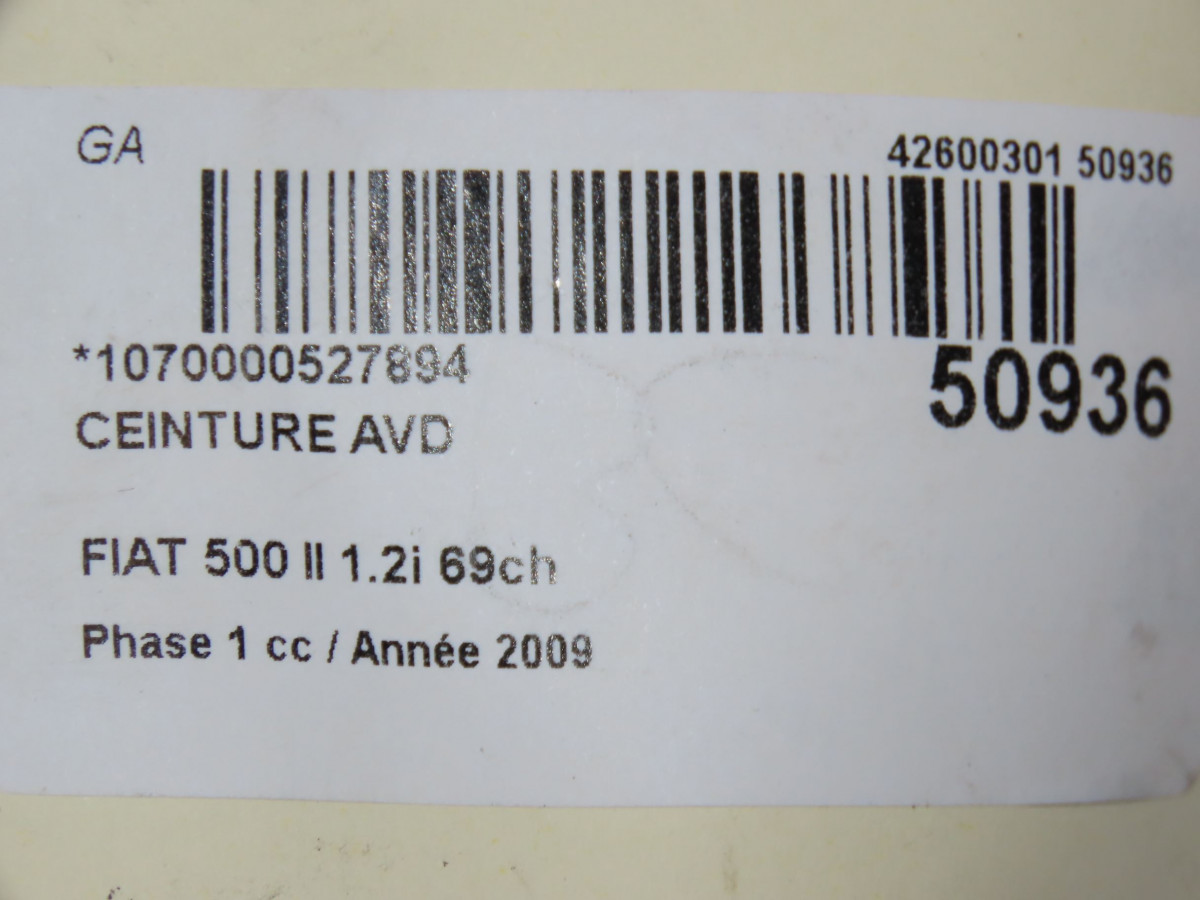 GA
42600301 50936
*1070000527894
50936
CEINTURE AVD
FIAT 500 II 1.2i 69ch
Phase 1 cc / Année 2009